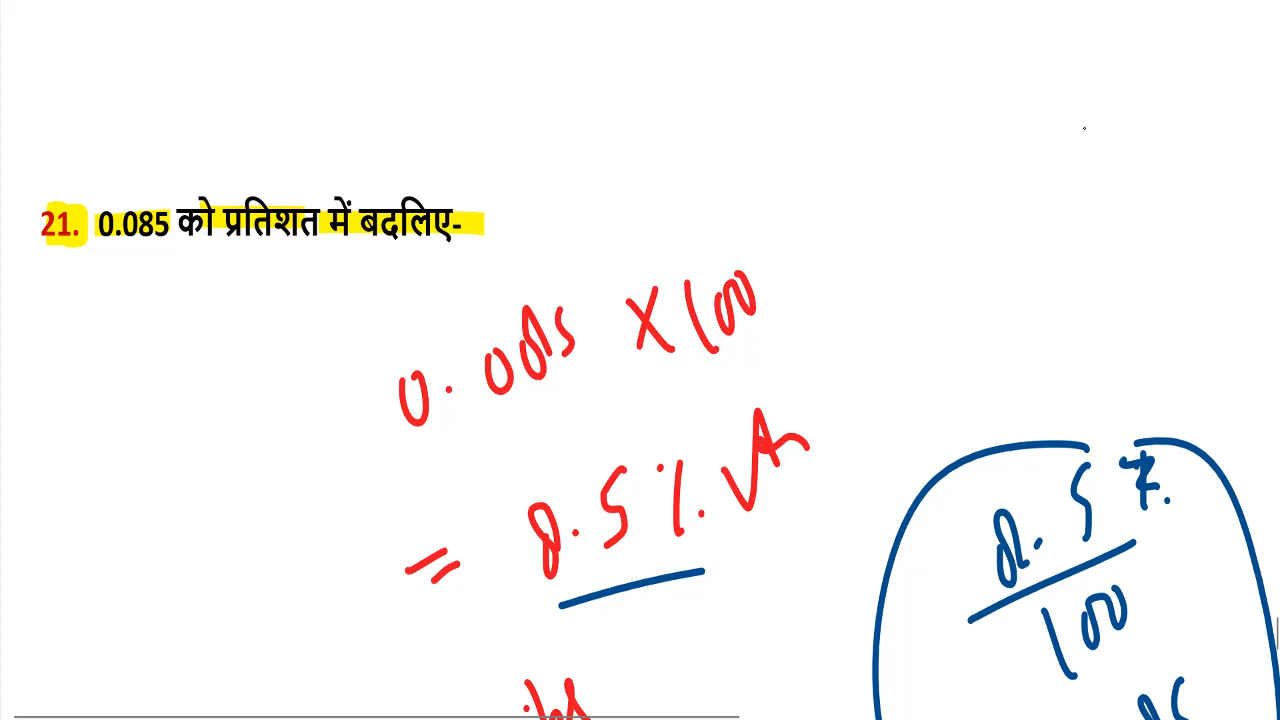 21. 0.085 को प्रतिशत में बदलिए-
0.085 X 100
= 8.5%
8.5%
100